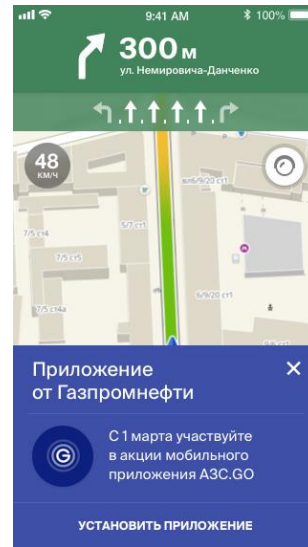 9:41 AM
100%
300 м
ул. Немировича-Данченко
48
км/ч
вл6/9/20 ст1
7/5 ст4
5/7 ст1
7/5 ст5
6/9/20 ст1
7/5 ст4а
Приложение
от Газпромнефти
С 1 марта участвуйте
в акции мобильного
приложения АЗС.GO
УСТАНОВИТЬ ПРИЛОЖЕНИЕ